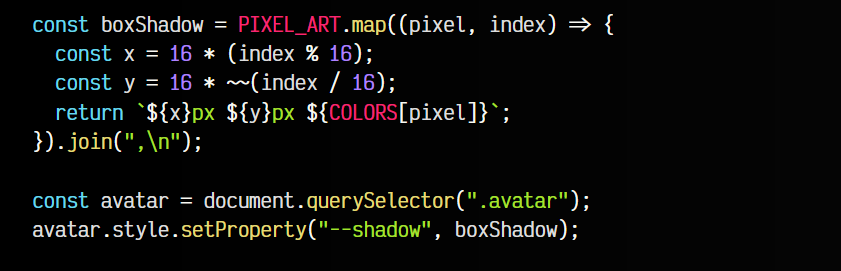 const boxShadow = PIXEL_ART.map((pixel, index) => {
  const x = 16 * (index % 16);
  const y = 16 * ~~(index / 16);
  return `${x}px ${y}px ${COLORS[pixel]}`;
}).join(",\n");

const avatar = document.querySelector(".avatar");
avatar.style.setProperty("--shadow", boxShadow);